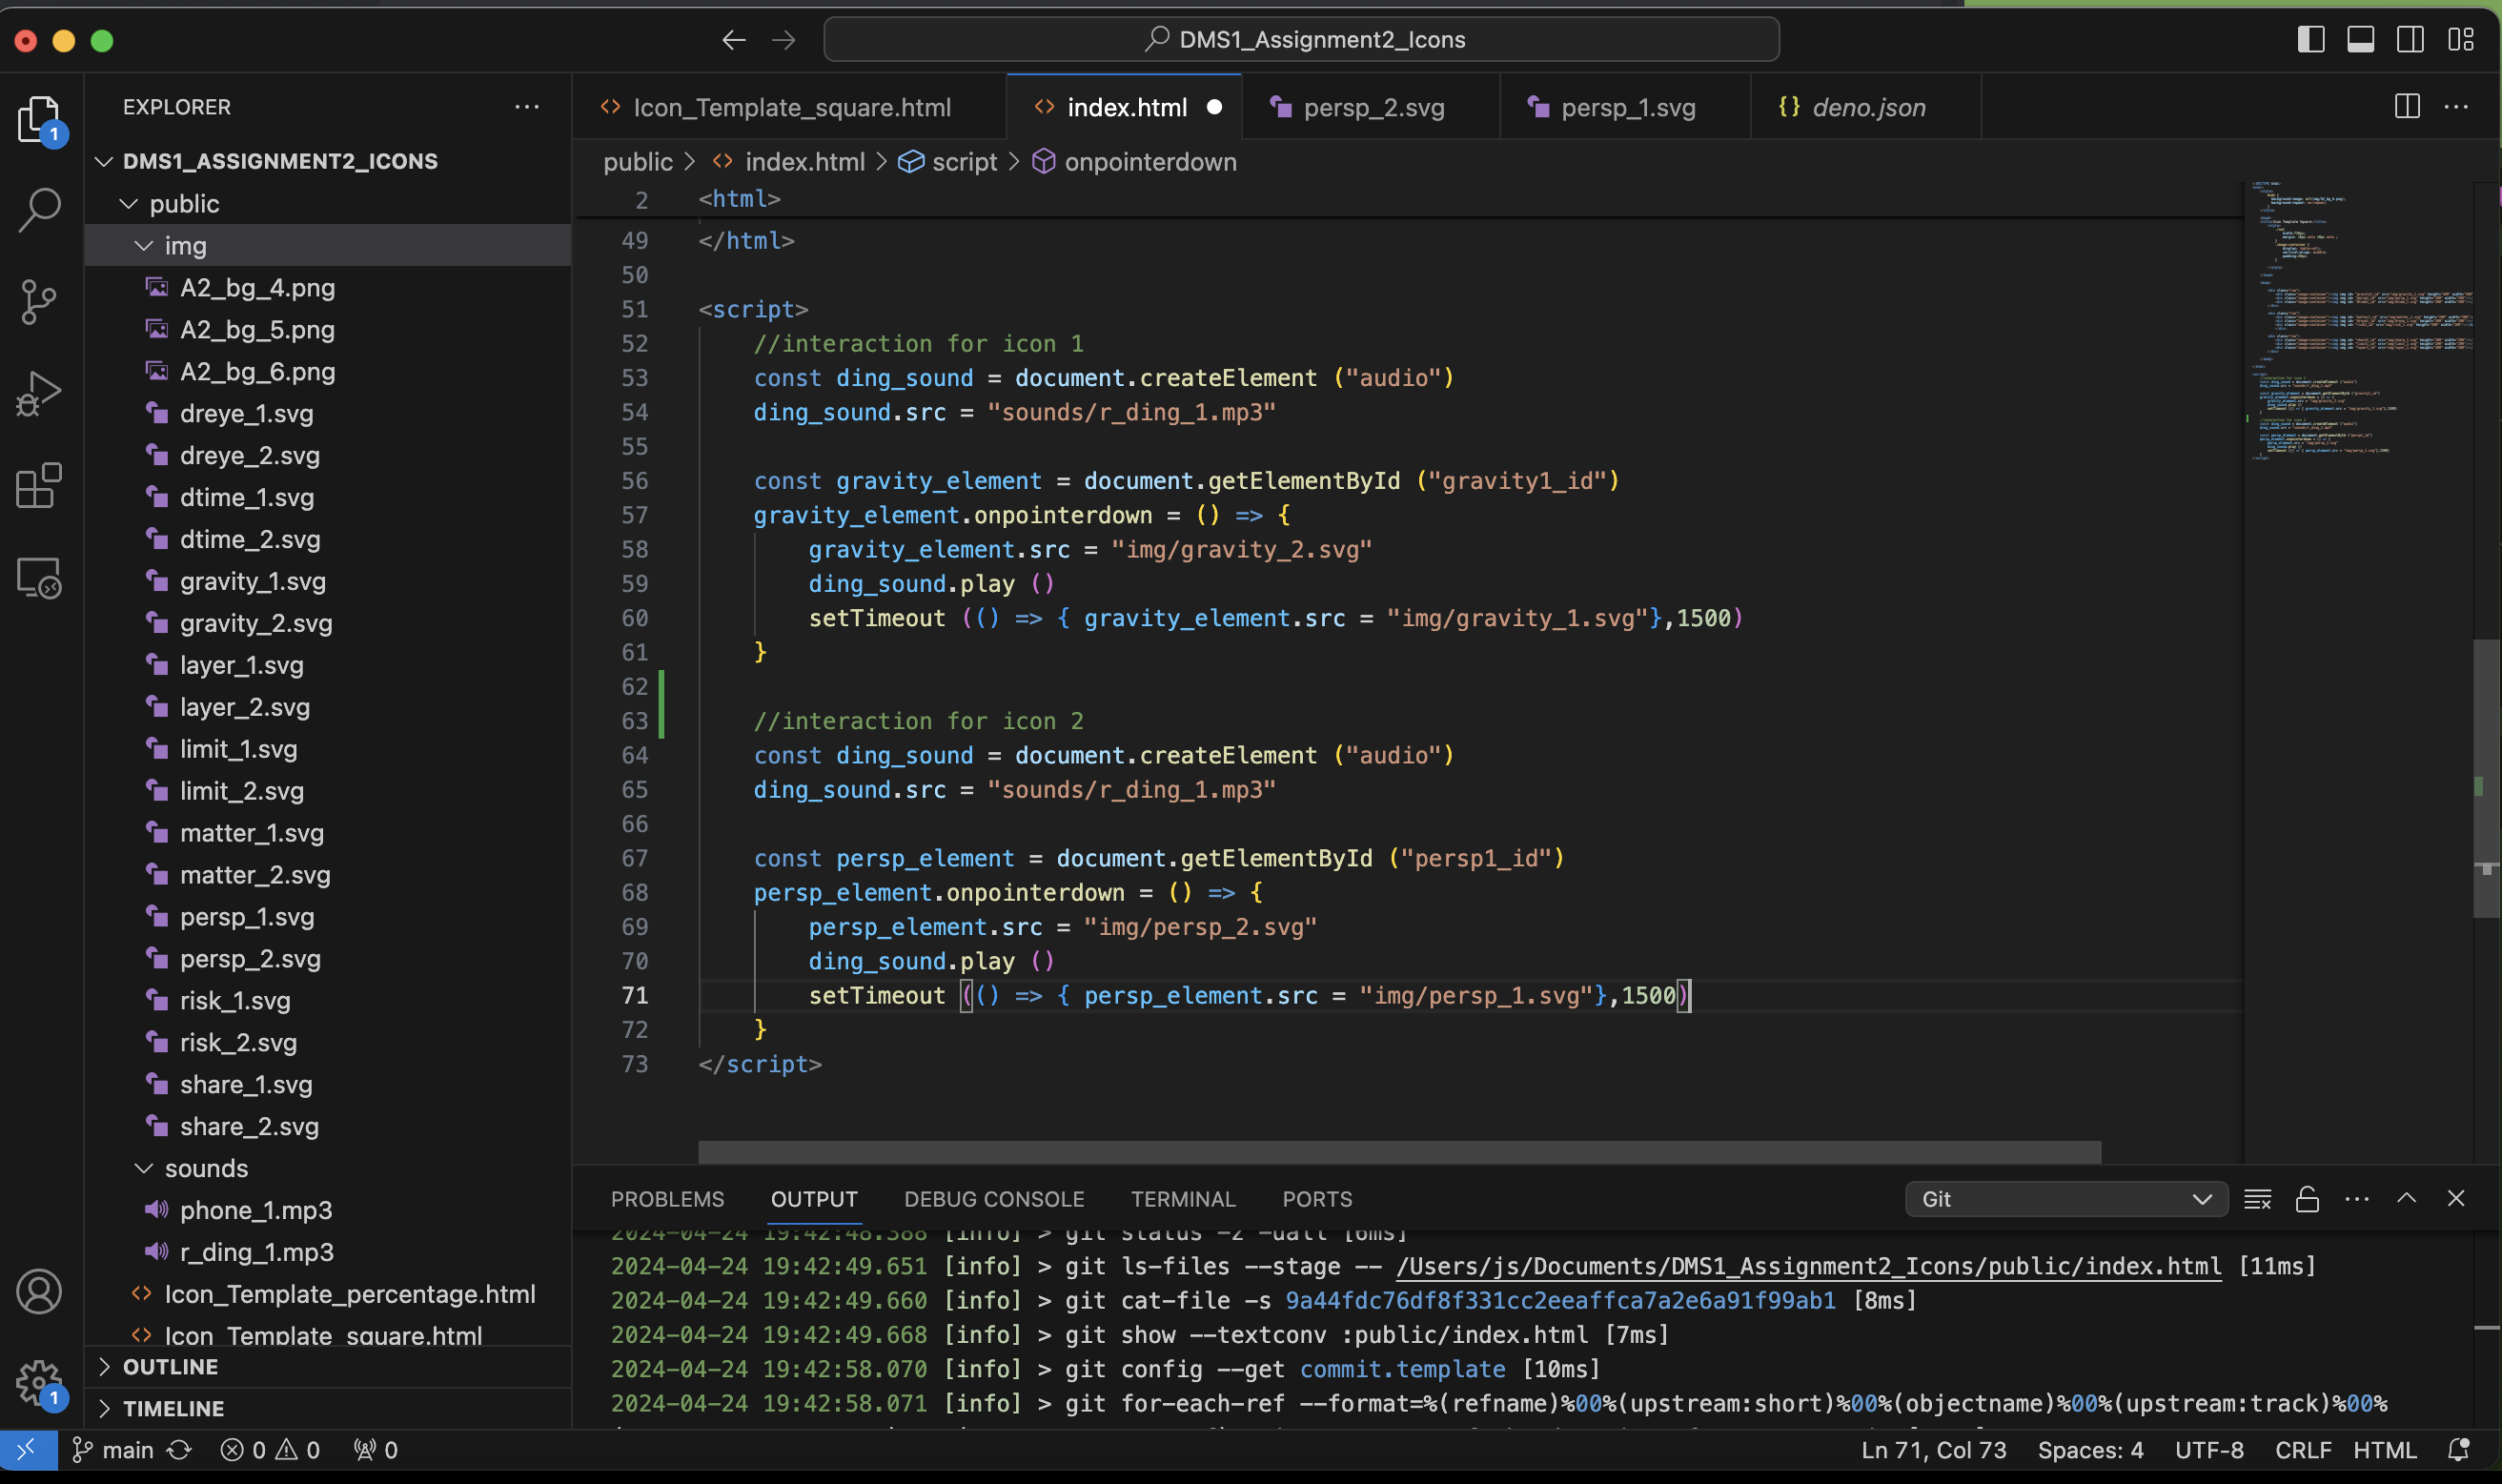 DMS1_Assignment2_Icons
EXPLORER
1
DMS1_ASSIGNMENT2_ICONS
public
img
A2_bg_4.png
A2_bg_5.png
A2_bg_6.png
dreye_1.svg
dreye_2.svg
dtime_1.svg
dtime_2.svg
gravity_1.svg
gravity_2.svg
layer_1.svg
layer_2.svg
limit_1.svg
limit_2.svg
matter_1.svg
matter_2.svg
persp_1.svg
persp_2.svg
risk_1.svg
risk_2.svg
share_1.svg
share_2.svg
sounds
phone_1.mp3
r_ding_1.mp3
Icon_Template_percentage.html
Icon_Template_square.html
OUTLINE
TIMELINE
1
Icon_Template_square.html index.html persp_2.svg persp_1.svg {} deno.json
public > index.html > script > onpointerdown
2 <html>
49 </html>
50
51 <script>
52 //interaction for icon 1
53 const ding_sound = document.createElement ("audio")
54 ding_sound.src = "sounds/r_ding_1.mp3"
55
56 const gravity_element = document.getElementById ("gravity1_id")
57 gravity_element.onpointerdown = () => {
58 gravity_element.src = "img/gravity_2.svg"
59 ding_sound.play ()
60 setTimeout (() => { gravity_element.src = "img/gravity_1.svg"},1500)
61 }
62
63 //interaction for icon 2
64 const ding_sound = document.createElement ("audio")
65 ding_sound.src = "sounds/r_ding_1.mp3"
66
67 const persp_element = document.getElementById ("persp1_id")
68 persp_element.onpointerdown = () => {
69 persp_element.src = "img/persp_2.svg"
70 ding_sound.play ()
71 setTimeout (() => { persp_element.src = "img/persp_1.svg"},1500)
72 }
73 </script>
PROBLEMS OUTPUT DEBUG CONSOLE TERMINAL PORTS Git
2024-04-24 19:42:48.388 [info] > git status -z -uall [6ms]
2024-04-24 19:42:49.651 [info] > git ls-files --stage -- /Users/js/Documents/DMS1_Assignment2_Icons/public/index.html [11ms]
2024-04-24 19:42:49.660 [info] > git cat-file -s 9a44fdc76df8f331cc2eeaffca7a2e6a91f99ab1 [8ms]
2024-04-24 19:42:49.668 [info] > git show --textconv :public/index.html [7ms]
2024-04-24 19:42:58.070 [info] > git config --get commit.template [10ms]
2024-04-24 19:42:58.071 [info] > git for-each-ref --format=%(refname)%00%(upstream:short)%00%(objectname)%00%(upstream:track)%00%
main 0 0 0 Ln 71, Col 73 Spaces: 4 UTF-8 CRLF HTML